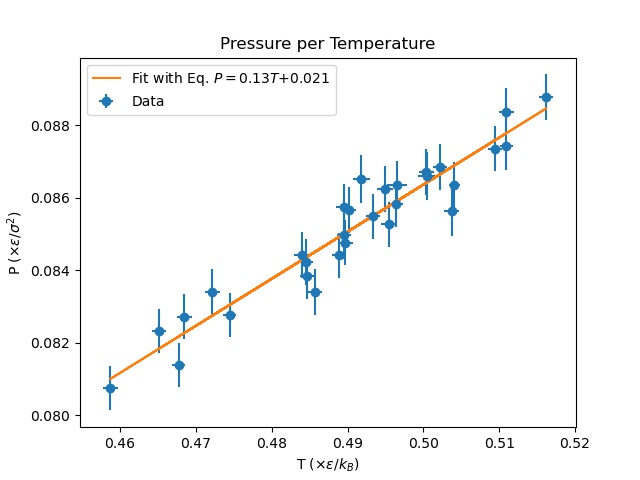 Pressure per Temperature
Fit with Eq. P = 0.13T+0.021
Data
0.088
0.086
0.084
0.082
0.080
P (×ε/σ²)
0.46 0.47 0.48 0.49 0.50 0.51 0.52
T (×ε/k_B)